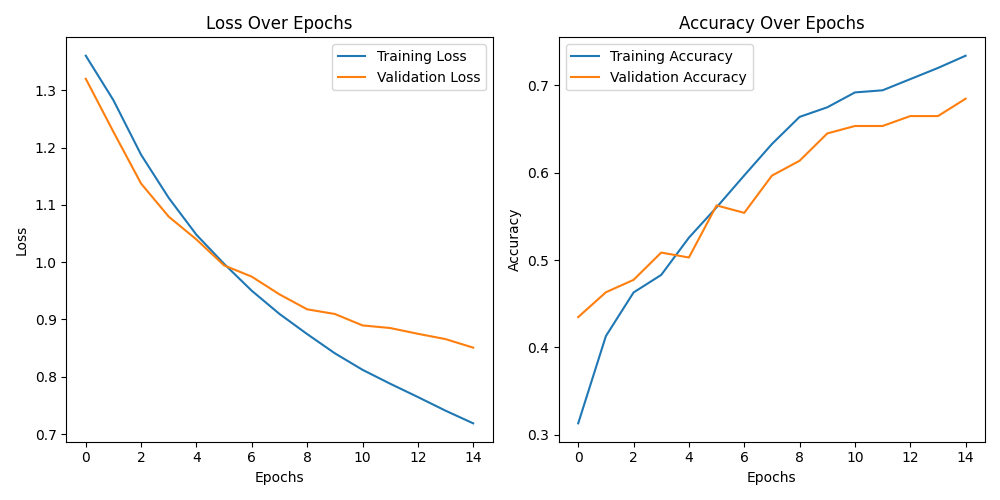 Loss Over Epochs
Training Loss
Validation Loss
1.3
1.2
1.1
1.0
0.9
0.8
0.7
Loss
0 2 4 6 8 10 12 14
Epochs
Accuracy Over Epochs
Training Accuracy
Validation Accuracy
0.7
0.6
0.5
0.4
0.3
Accuracy
0 2 4 6 8 10 12 14
Epochs